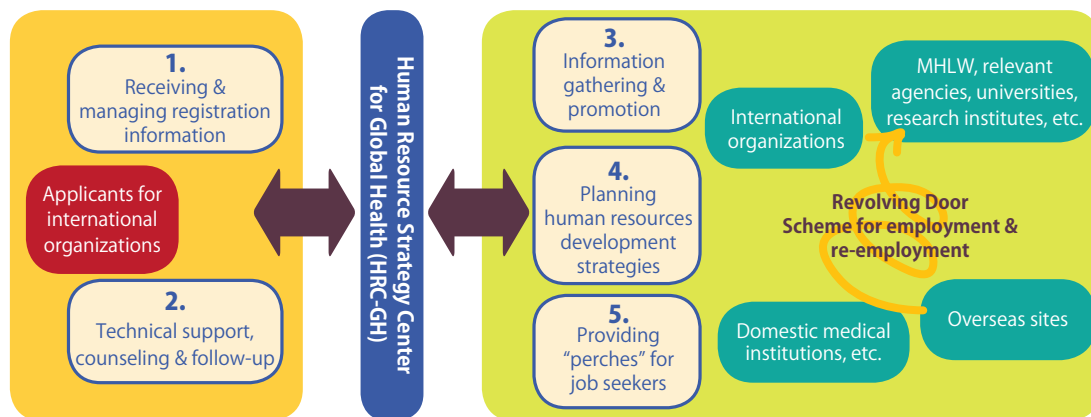 1.
Receiving &
managing registration
information
Applicants for
international
organizations
2.
Technical support,
counseling & follow-up
Human Resource Strategy Center
for Global Health (HRC-GH)
3.
Information
gathering &
promotion
4.
Planning
human resources
development
strategies
5.
Providing
“perches” for
job seekers
International
organizations
MHLW, relevant
agencies, universities,
research institutes, etc.
Revolving Door
Scheme for employment &
re-employment
Domestic medical
institutions, etc.
Overseas sites